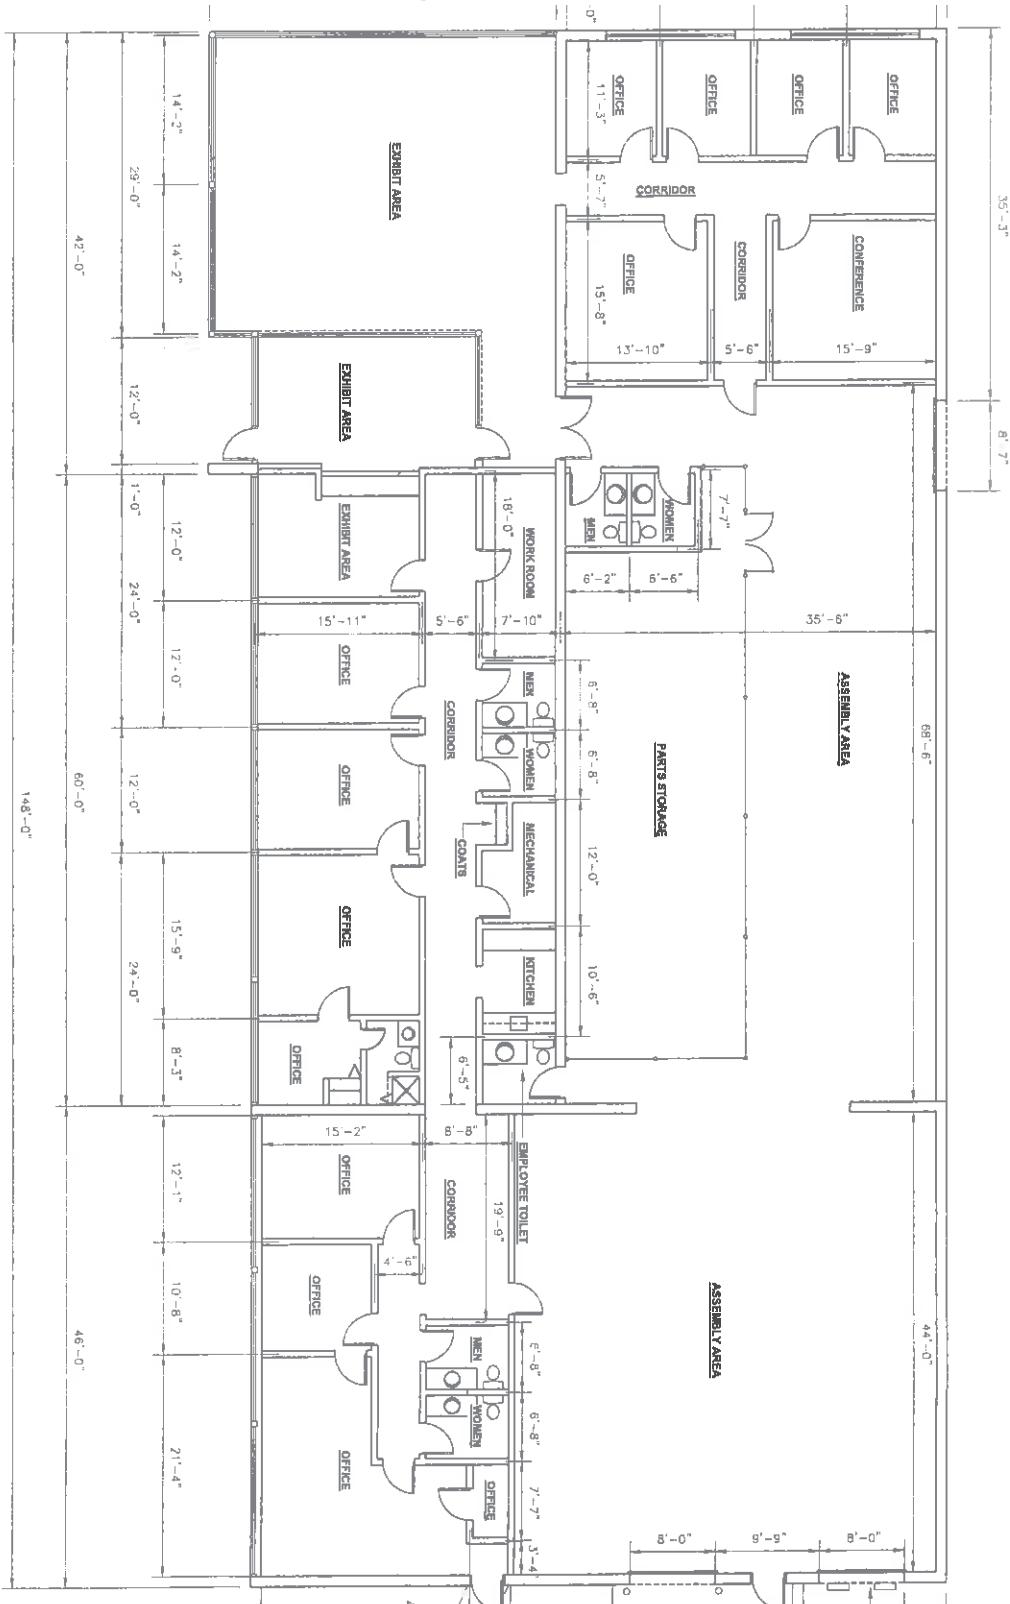 0"
OFFICE
OFFICE
OFFICE
OFFICE
11'-3"
14'-2"
29'-0"
42'-0"
EXHIBIT AREA
CORRIDOR
5'-7"
35'-3"
14'-2"
OFFICE
15'-8"
CORRIDOR
CONFERENCE
13'-10"
5'-6"
15'-9"
EXHIBIT AREA
12'-0"
8'-7"
1'-0"
12'-0"
EXHIBIT AREA
18'-0"
WORK ROOM
MEN
WOMEN
7'-7"
6'-2"
6'-6"
24'-0"
15'-11"
5'-6"
7'-10"
35'-6"
12'-0"
OFFICE
CORRIDOR
MEN
6'-8"
WOMEN
6'-8"
ASSEMBLY AREA
68'-6"
PARTS STORAGE
60'-0"
12'-0"
148'-0"
OFFICE
COATS
MECHANICAL
12'-0"
15'-9"
OFFICE
24'-0"
KITCHEN
10'-6"
8'-3"
OFFICE
6'-5"
15'-2"
8'-8"
12'-1"
OFFICE
CORRIDOR
19'-9"
EMPLOYEE TOILET
10'-8"
OFFICE
46'-0"
MEN
6'-8"
WOMEN
6'-8"
ASSEMBLY AREA
44'-0"
21'-4"
OFFICE
OFFICE
7'-7"
3'-4
8'-0"
9'-9"
8'-0"